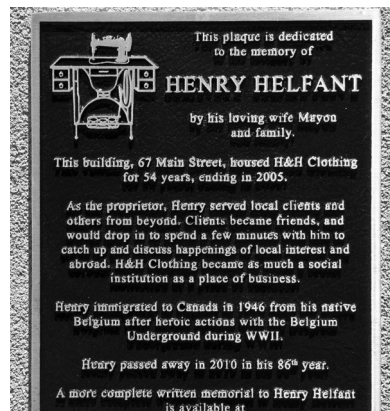 This plaque is dedicated
to the memory of
HENRY HELFANT
by his loving wife Mayon
and family.
This building, 67 Main Street, housed H&H Clothing
for 54 years, ending in 2005.
As the proprietor, Henry served local clients and
others from beyond. Clients became friends, and
would drop in to spend a few minutes with him to
catch up and discuss happenings of local interest and
abroad. H&H Clothing became as much a social
institution as a place of business.
Henry immigrated to Canada in 1946 from his native
Belgium after heroic actions with the Belgium
Underground during WWII.
Henry passed away in 2010 in his 86th year.
A more complete written memorial to Henry Helfant
is available at